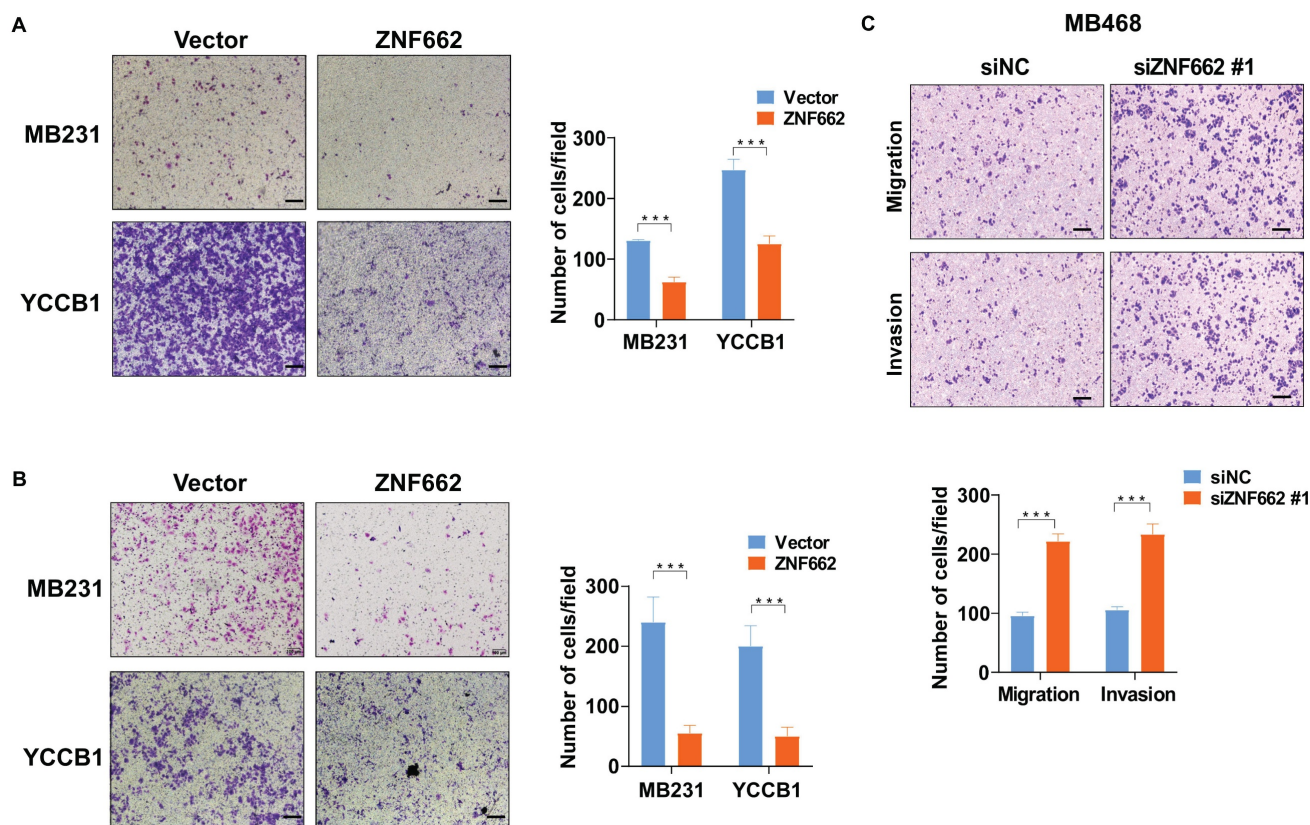 A
Vector ZNF662
MB231
YCCB1
Vector
ZNF662
Number of cells/field
300
200
100
0
***
***
MB231 YCCB1
C
MB468
siNC siZNF662 #1
Migration
Invasion
B
Vector ZNF662
MB231
YCCB1
Vector
ZNF662
Number of cells/field
300
200
100
0
***
***
MB231 YCCB1
siNC
siZNF662 #1
Number of cells/field
300
200
100
0
***
***
Migration Invasion